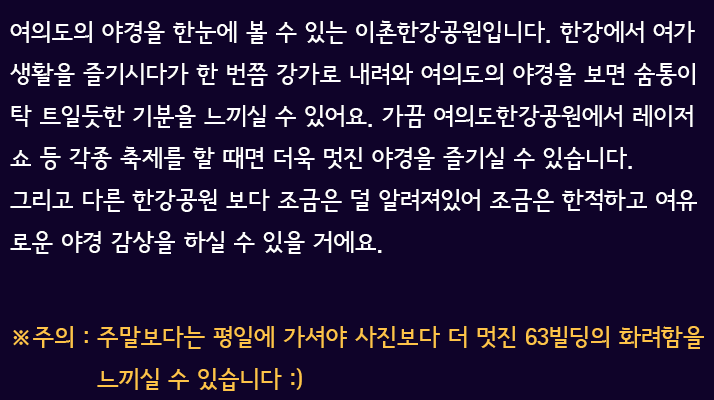 여의도의 야경을 한눈에 볼 수 있는 이촌한강공원입니다. 한강에서 여가
생활을 즐기시다가 한 번쯤 강가로 내려와 여의도의 야경을 보면 숨통이
탁 트일듯한 기분을 느끼실 수 있어요. 가끔 여의도한강공원에서 레이저
쇼 등 각종 축제를 할 때면 더욱 멋진 야경을 즐기실 수 있습니다.
그리고 다른 한강공원 보다 조금은 덜 알려져있어 조금은 한적하고 여유
로운 야경 감상을 하실 수 있을 거에요.
※주의 : 주말보다는 평일에 가셔야 사진보다 더 멋진 63빌딩의 화려함을
느끼실 수 있습니다 :)